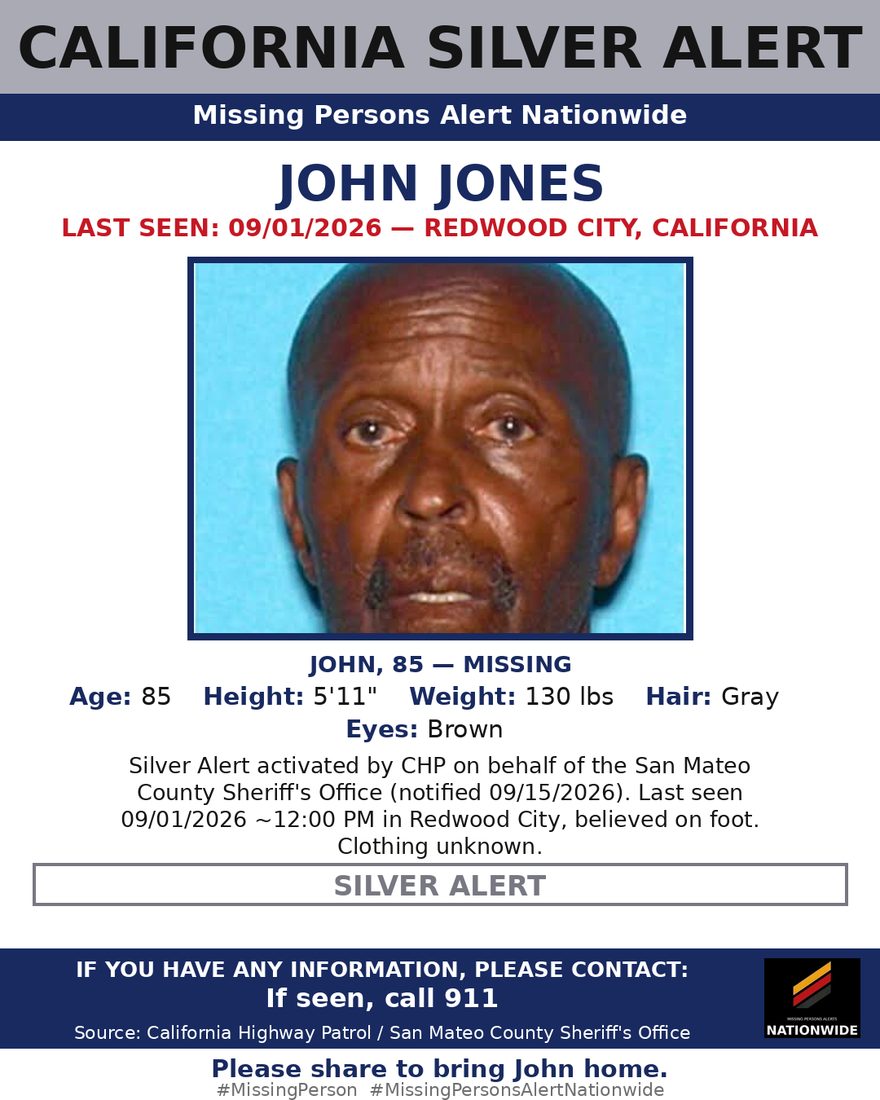 CALIFORNIA SILVER ALERT
Missing Persons Alert Nationwide
JOHN JONES
LAST SEEN: 09/01/2026 — REDWOOD CITY, CALIFORNIA
JOHN, 85 — MISSING
Age: 85 Height: 5'11" Weight: 130 lbs Hair: Gray
Eyes: Brown
Silver Alert activated by CHP on behalf of the San Mateo
County Sheriff's Office (notified 09/15/2026). Last seen
09/01/2026 ~12:00 PM in Redwood City, believed on foot.
Clothing unknown.
SILVER ALERT
IF YOU HAVE ANY INFORMATION, PLEASE CONTACT:
If seen, call 911
Source: California Highway Patrol / San Mateo County Sheriff's Office
MISSING PERSONS ALERTS
NATIONWIDE
Please share to bring John home.
#MissingPerson #MissingPersonsAlertNationwide